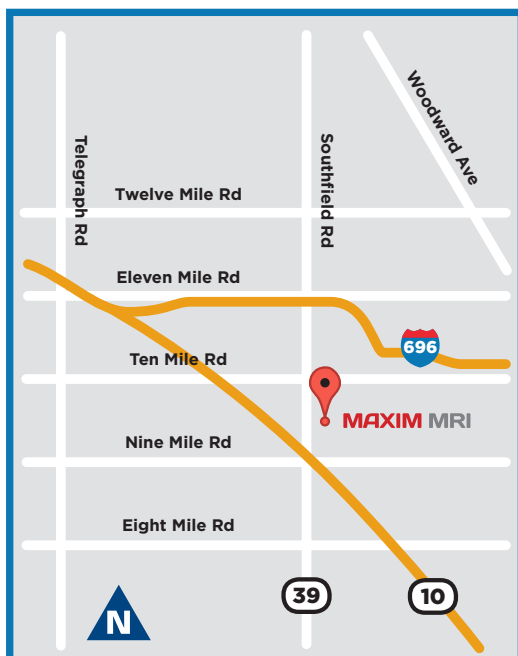 Woodward Ave
Telegraph Rd
Southfield Rd
Twelve Mile Rd
Eleven Mile Rd
696
Ten Mile Rd
MAXIM MRI
Nine Mile Rd
Eight Mile Rd
39
10
N